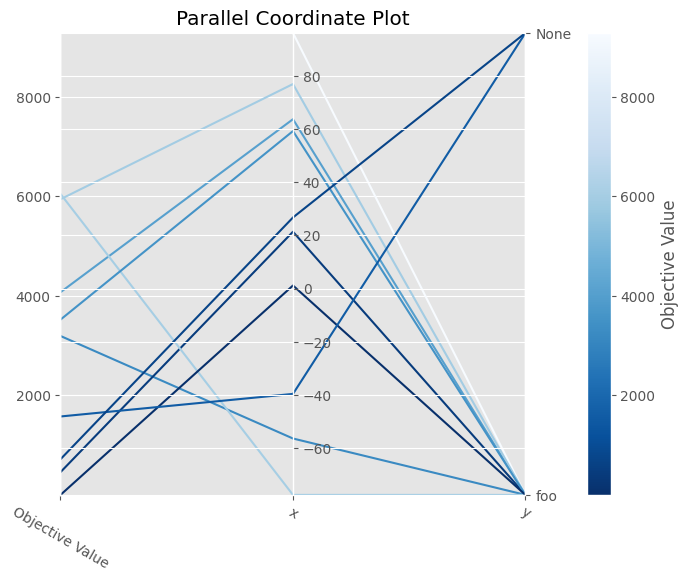 Parallel Coordinate Plot
8000
6000
4000
2000
80
60
40
20
0
−20
−40
−60
None
foo
Objective Value
x
y
8000
6000
4000
2000
Objective Value